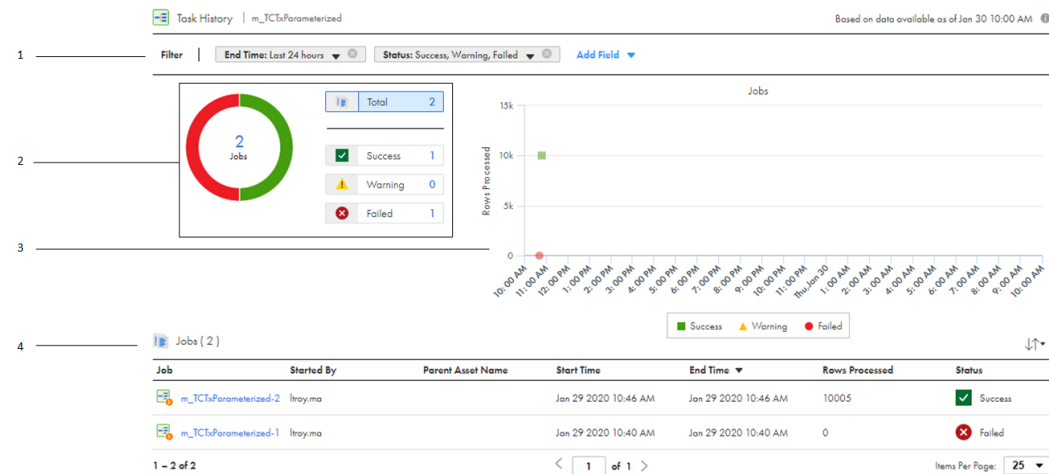 Task History | m_TCTxParameterized
Based on data available as of Jan 30 10:00 AM
1
Filter | End Time: Last 24 hours Status: Success, Warning, Failed Add Field
2
2
Jobs
Total 2
Success 1
Warning 0
Failed 1
3
Jobs
Rows Processed
15k
10k
5k
0
10:00 AM 11:00 AM 12:00 PM 1:00 PM 2:00 PM 3:00 PM 4:00 PM 5:00 PM 6:00 PM 7:00 PM 8:00 PM 9:00 PM 10:00 PM 11:00 PM Thu, Jan 30 1:00 AM 2:00 AM 3:00 AM 4:00 AM 5:00 AM 6:00 AM 7:00 AM 8:00 AM 9:00 AM 10:00 AM
Success Warning Failed
4
Jobs ( 2 )
Job Started By Parent Asset Name Start Time End Time Rows Processed Status
m_TCTxParameterized-2 ltroy.ma Jan 29 2020 10:46 AM Jan 29 2020 10:46 AM 10005 Success
m_TCTxParameterized-1 ltroy.ma Jan 29 2020 10:40 AM Jan 29 2020 10:40 AM 0 Failed
1 – 2 of 2
1 of 1
Items Per Page: 25